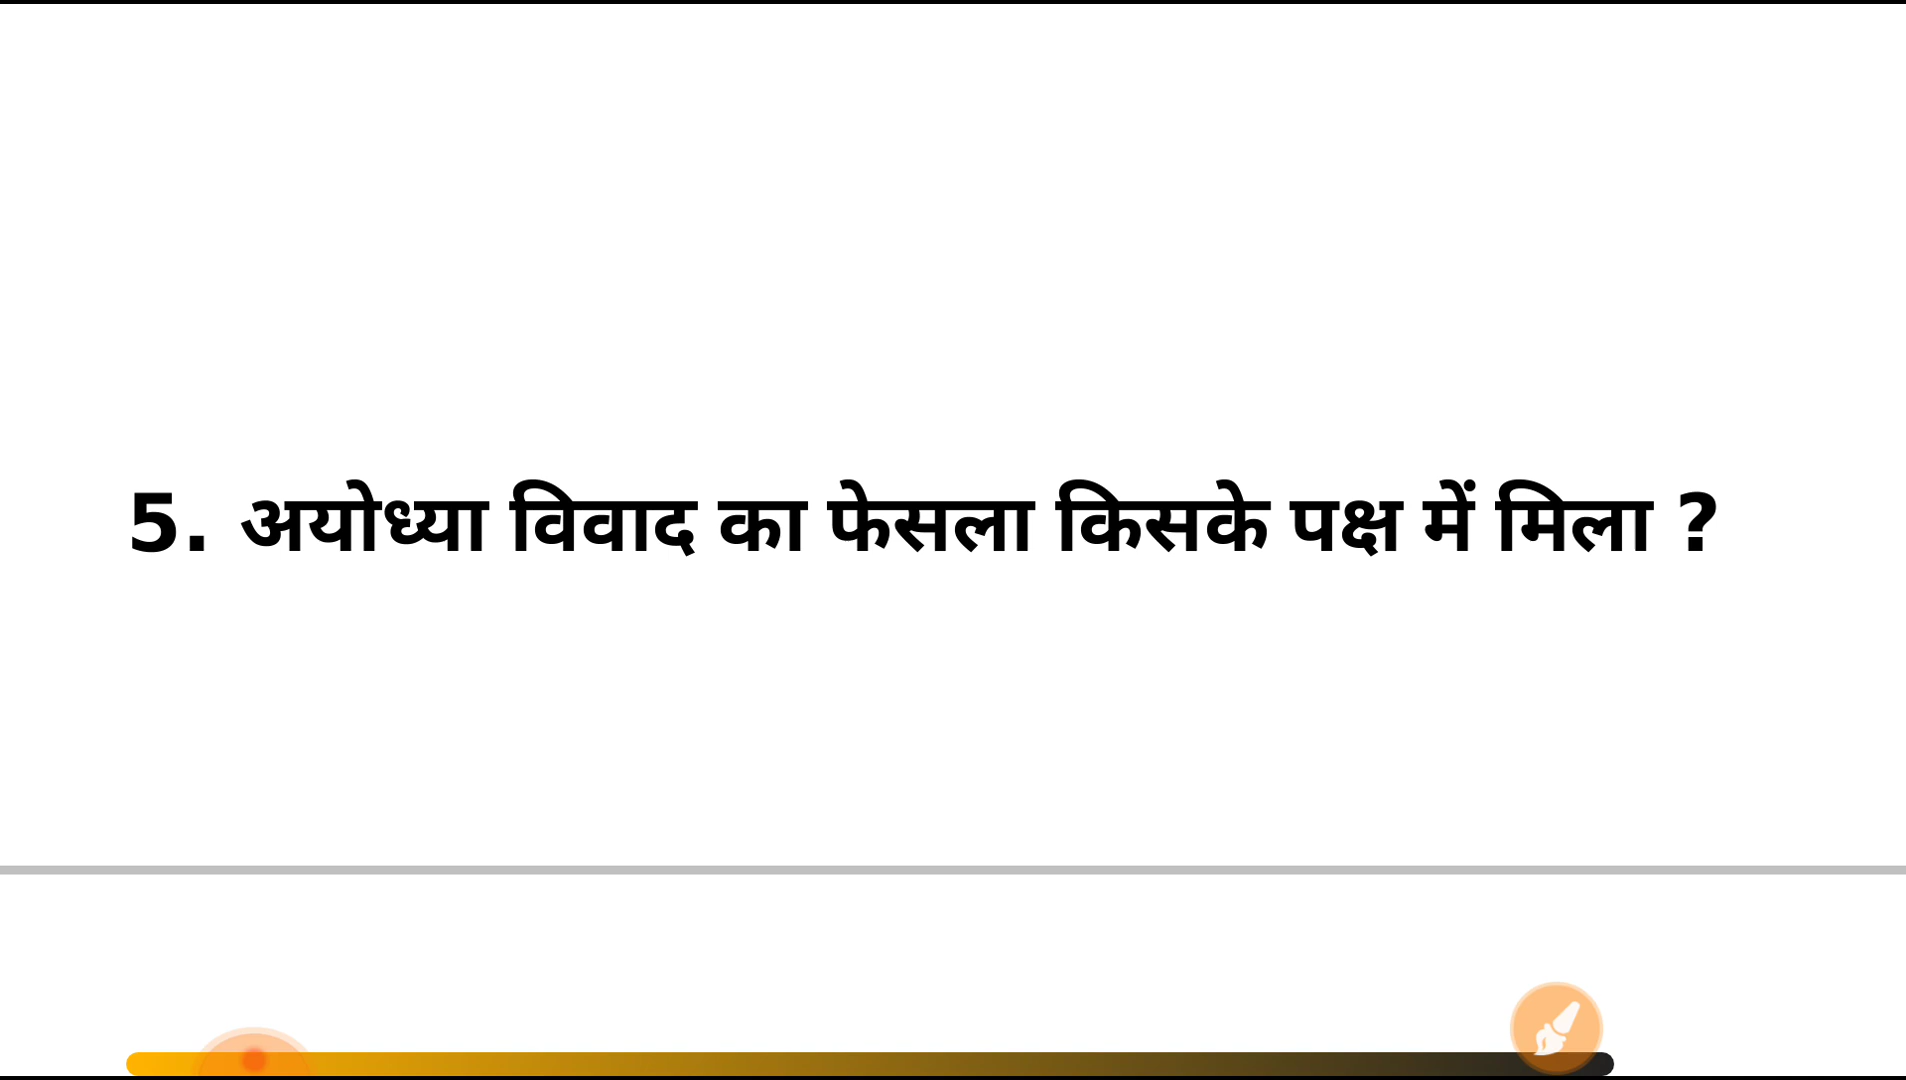 5. अयोध्या विवाद का फेसला किसके पक्ष में मिला ?